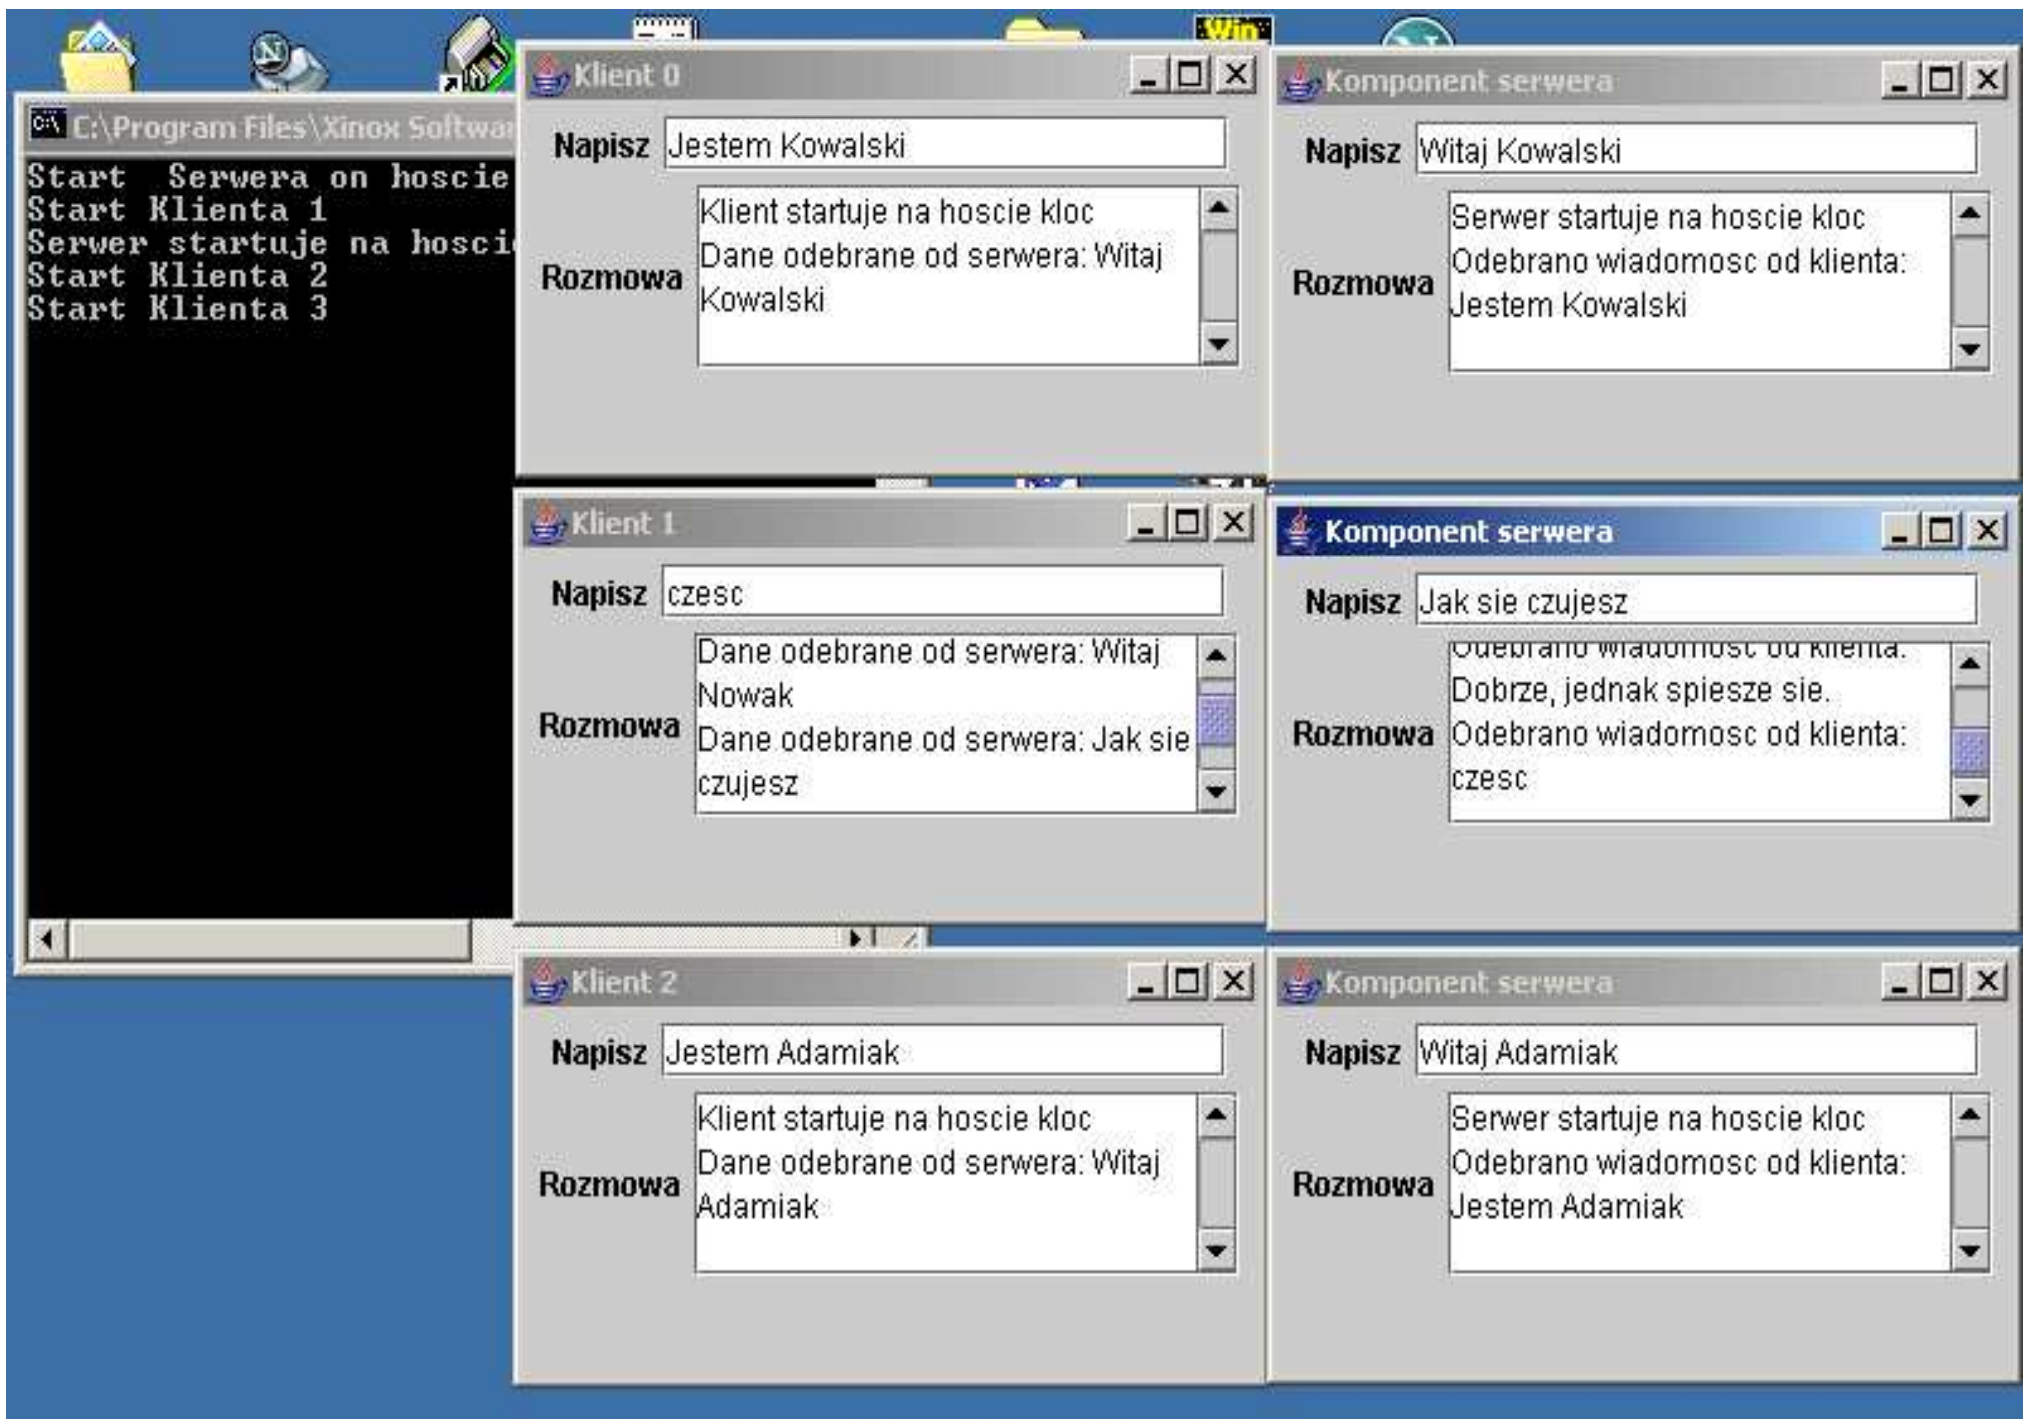 Win
C:\Program Files\Xinox Softwar
Start  Serwera on hoscie
Start Klienta 1
Serwer startuje na hosci
Start Klienta 2
Start Klienta 3
Klient 0
Napisz Jestem Kowalski
Rozmowa
Klient startuje na hoscie kloc
Dane odebrane od serwera: Witaj
Kowalski
Komponent serwera
Napisz Witaj Kowalski
Rozmowa
Serwer startuje na hoscie kloc
Odebrano wiadomosc od klienta:
Jestem Kowalski
Klient 1
Napisz czesc
Rozmowa
Dane odebrane od serwera: Witaj
Nowak
Dane odebrane od serwera: Jak sie
czujesz
Komponent serwera
Napisz Jak sie czujesz
Rozmowa
Odebrano wiadomosc od klienta:
Dobrze, jednak spiesze sie.
Odebrano wiadomosc od klienta:
czesc
Klient 2
Napisz Jestem Adamiak
Rozmowa
Klient startuje na hoscie kloc
Dane odebrane od serwera: Witaj
Adamiak
Komponent serwera
Napisz Witaj Adamiak
Rozmowa
Serwer startuje na hoscie kloc
Odebrano wiadomosc od klienta:
Jestem Adamiak